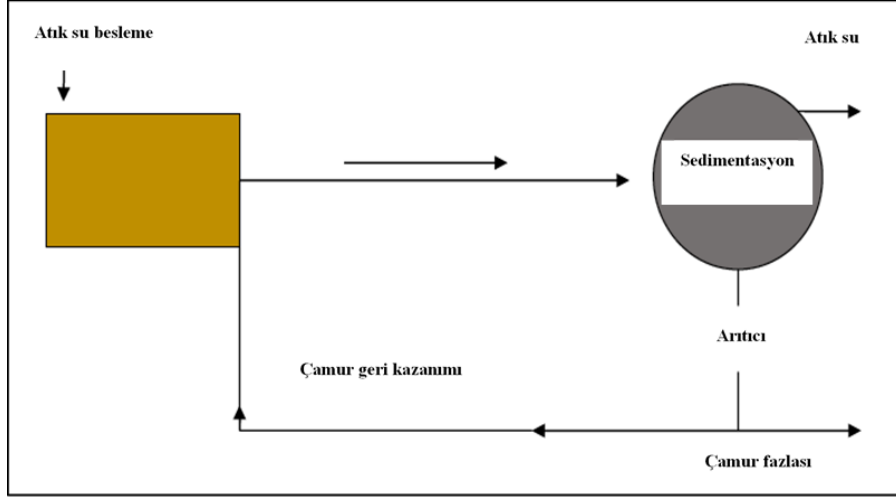 Atık su besleme
Atık su
Sedimentasyon
Arıtıcı
Çamur geri kazanımı
Çamur fazlası